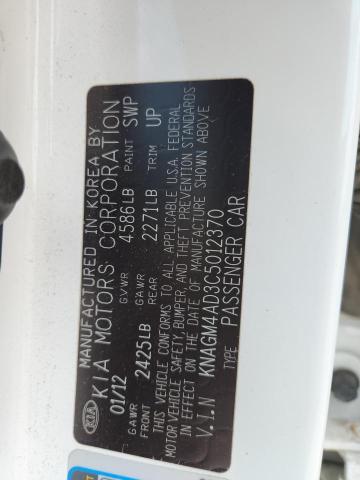 MANUFACTURED IN KOREA BY
KIA KIA MOTORS CORPORATION
01/12 GVWR 4586LB PAINT SWP
GAWR FRONT 2425LB GAWR REAR 2271LB TRIM UP
THIS VEHICLE CONFORMS TO ALL APPLICABLE U.S.A. FEDERAL
MOTOR VEHICLE SAFETY, BUMPER, AND THEFT PREVENTION STANDARDS
IN EFFECT ON THE DATE OF MANUFACTURE SHOWN ABOVE
V.I.N KNAGM4AD3C5012370
TYPE PASSENGER CAR